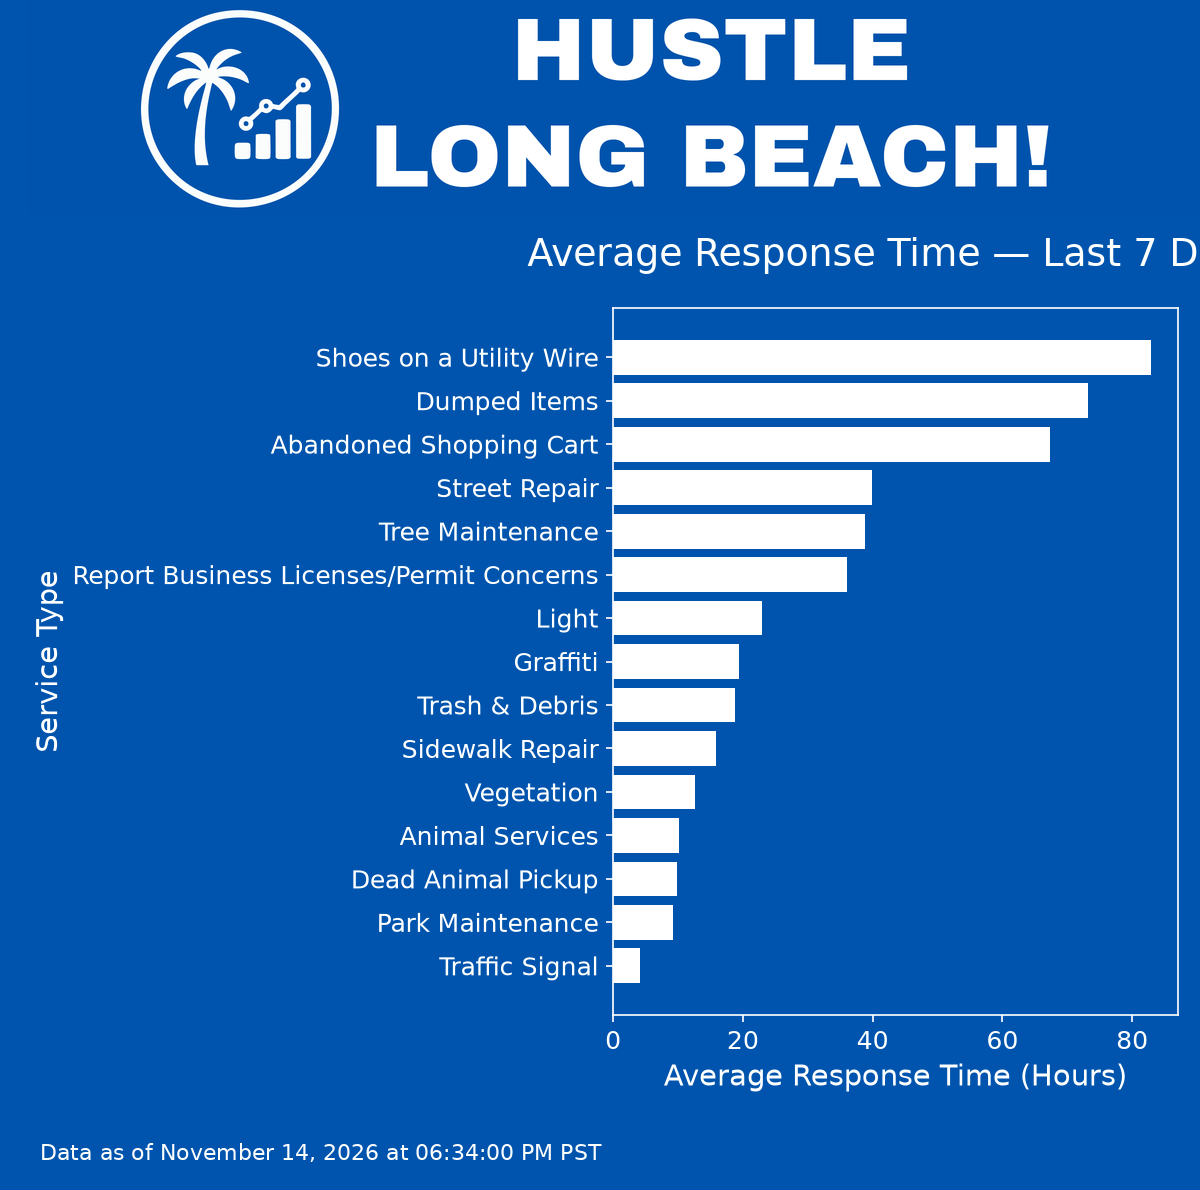 HUSTLE
LONG BEACH!
Average Response Time — Last 7 D
Shoes on a Utility Wire
Dumped Items
Abandoned Shopping Cart
Street Repair
Tree Maintenance
Report Business Licenses/Permit Concerns
Light
Graffiti
Trash & Debris
Sidewalk Repair
Vegetation
Animal Services
Dead Animal Pickup
Park Maintenance
Traffic Signal
Service Type
0 20 40 60 80
Average Response Time (Hours)
Data as of November 14, 2026 at 06:34:00 PM PST